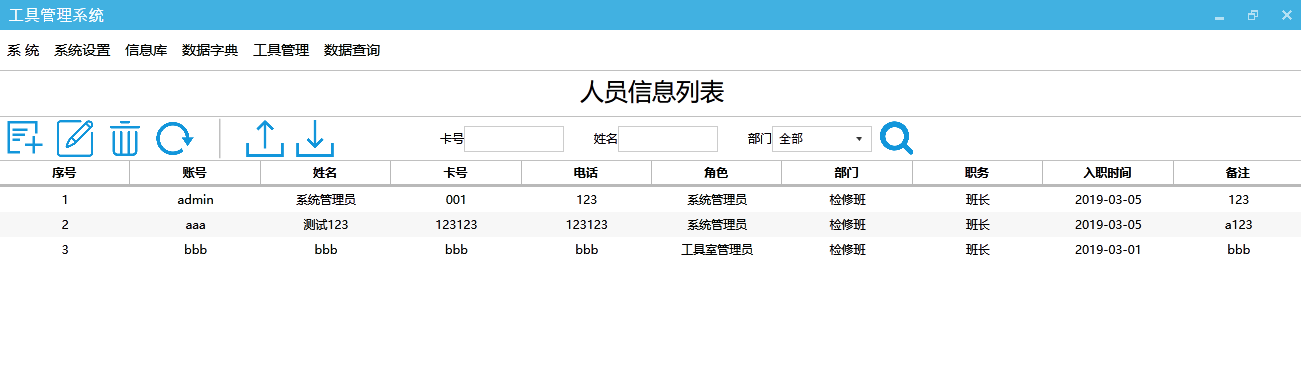 工具管理系统
系 统 系统设置 信息库 数据字典 工具管理 数据查询
人员信息列表
卡号 姓名 部门 全部
序号 账号 姓名 卡号 电话 角色 部门 职务 入职时间 备注
1 admin 系统管理员 001 123 系统管理员 检修班 班长 2019-03-05 123
2 aaa 测试123 123123 123123 系统管理员 检修班 班长 2019-03-05 a123
3 bbb bbb bbb bbb 工具室管理员 检修班 班长 2019-03-01 bbb